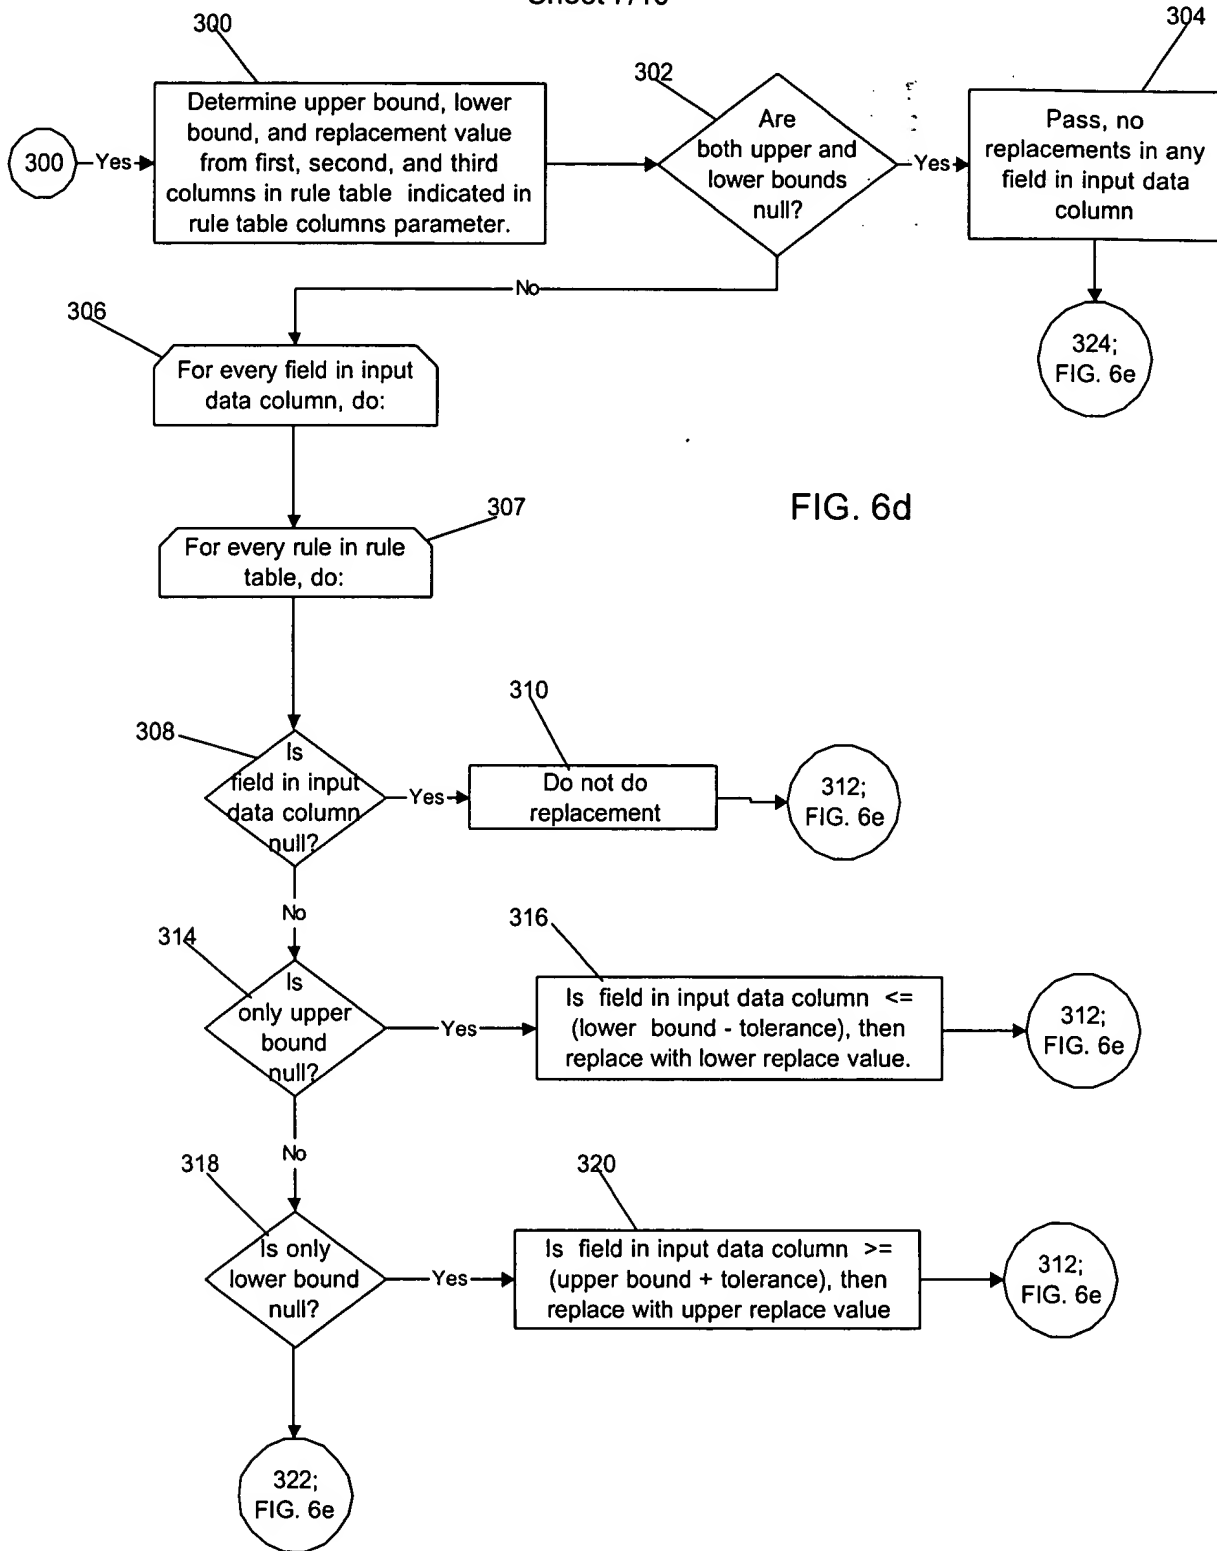 300
304
302
Determine upper bound, lower
bound, and replacement value
from first, second, and third
columns in rule table indicated in
rule table columns parameter.
300
Yes
Are
both upper and
lower bounds
null?
Yes
Pass, no
replacements in any
field in input data
column
No
306
For every field in input
data column, do:
324;
FIG. 6e
FIG. 6d
307
For every rule in rule
table, do:
308
Is
field in input
data column
null?
Yes
310
Do not do
replacement
312;
FIG. 6e
No
314
Is
only upper
bound
null?
Yes
316
Is field in input data column <=
(lower bound - tolerance), then
replace with lower replace value.
312;
FIG. 6e
No
318
Is only
lower bound
null?
Yes
320
Is field in input data column >=
(upper bound + tolerance), then
replace with upper replace value
312;
FIG. 6e
322;
FIG. 6e